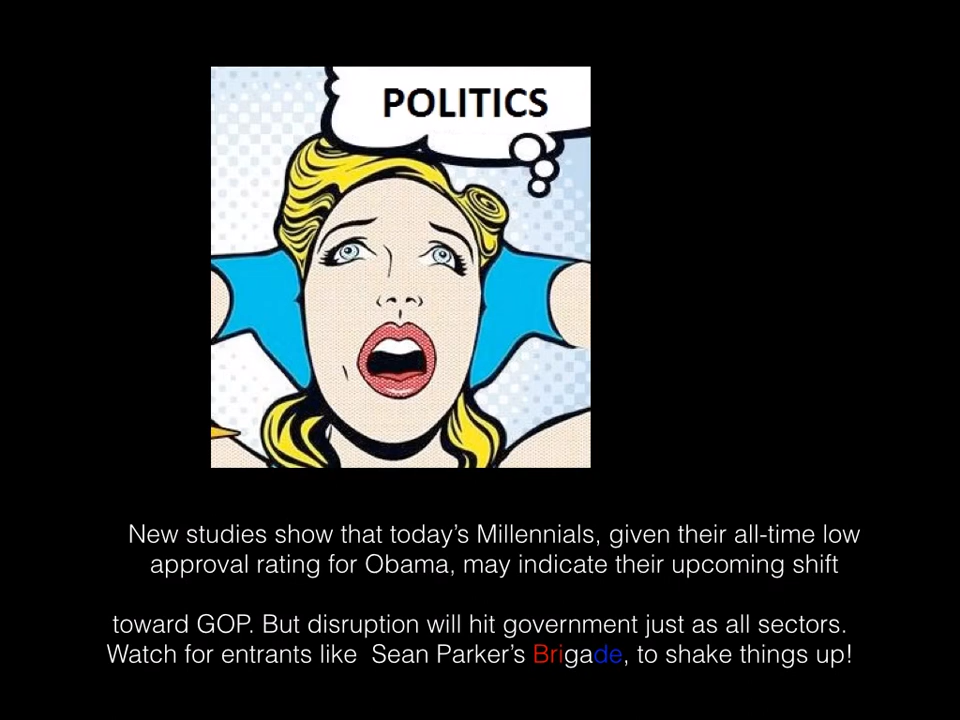 POLITICS
New studies show that today’s Millennials, given their all-time low
approval rating for Obama, may indicate their upcoming shift
toward GOP. But disruption will hit government just as all sectors.
Watch for entrants like  Sean Parker’s Brigade, to shake things up!